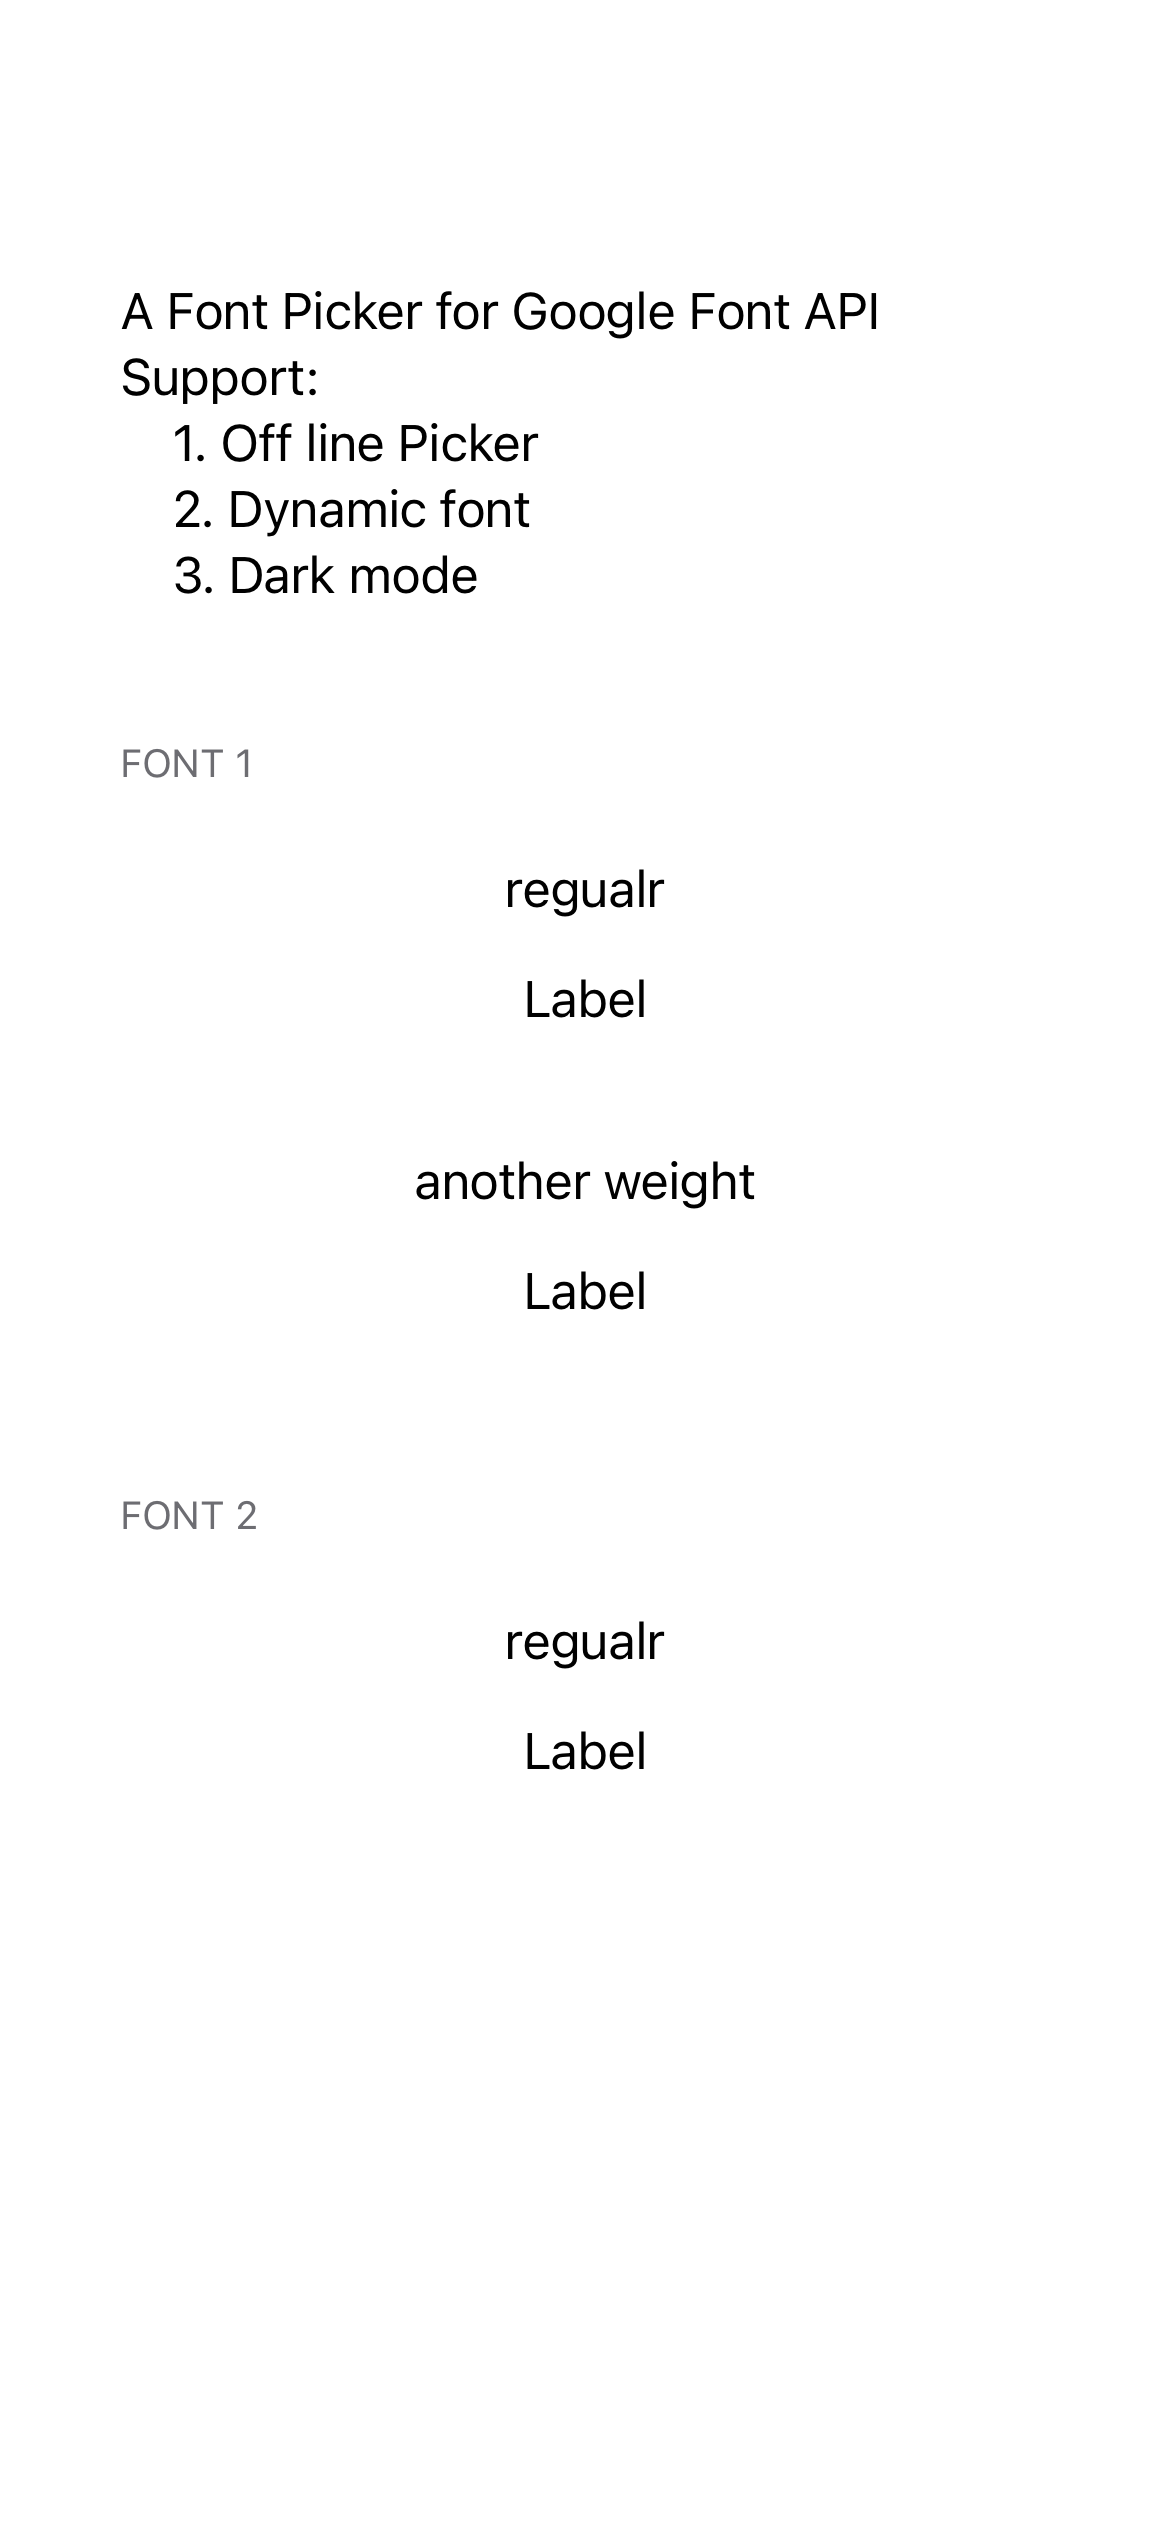 A Font Picker for Google Font API
Support:
1. Off line Picker
2. Dynamic font
3. Dark mode
FONT 1
regualr
Label
another weight
Label
FONT 2
regualr
Label